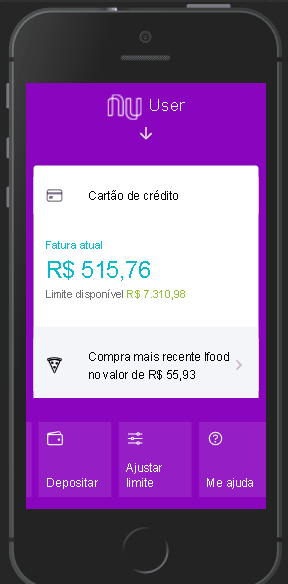 nu User
Cartão de crédito
Fatura atual
R$ 515,76
Limite disponível R$ 7.310,98
Compra mais recente Ifood
no valor de R$ 55,93
Depositar
Ajustar
limite
Me ajuda